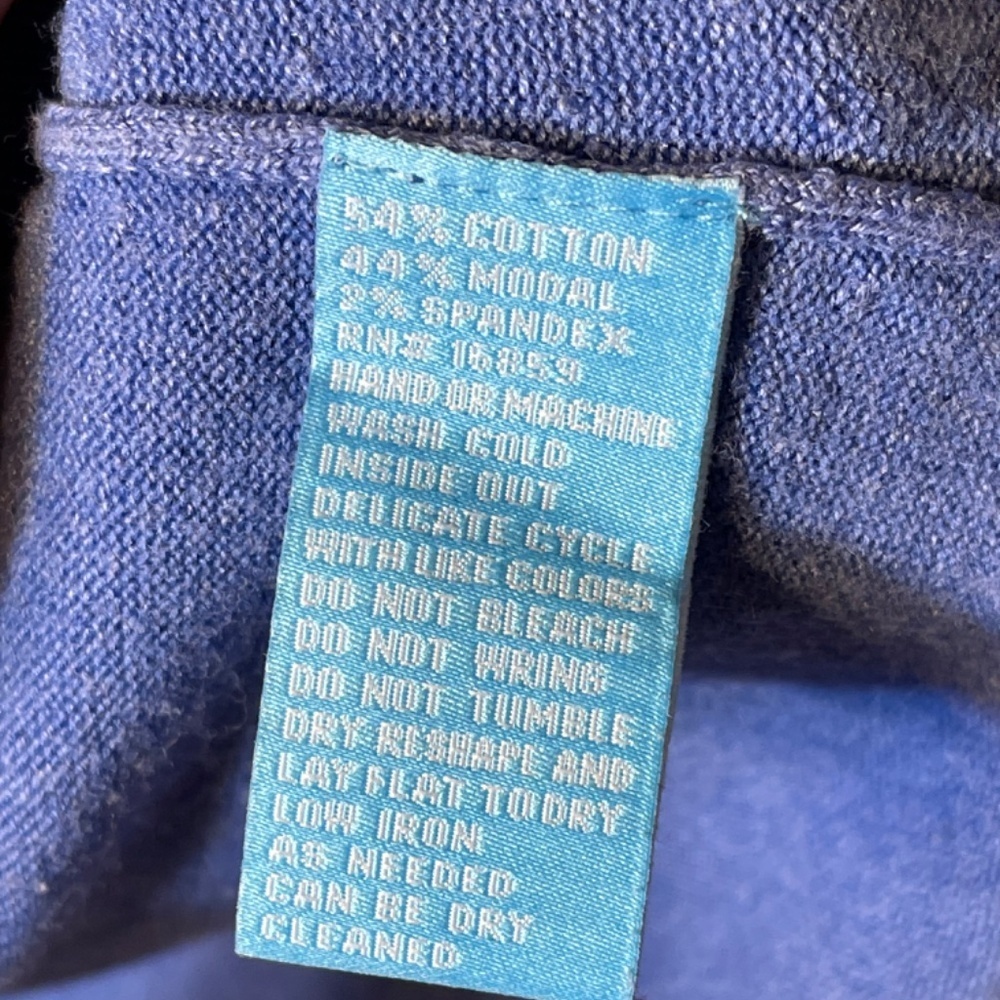 54% COTTON
44% MODAL
2% SPANDEX
RN# 16859
HAND OR MACHINE
WASH COLD
INSIDE OUT
DELICATE CYCLE
WITH LIKE COLORS
DO NOT BLEACH
DO NOT WRING
DO NOT TUMBLE
DRY RESHAPE AND
LAY FLAT TO DRY
LOW IRON
AS NEEDED
CAN BE DRY
CLEANED